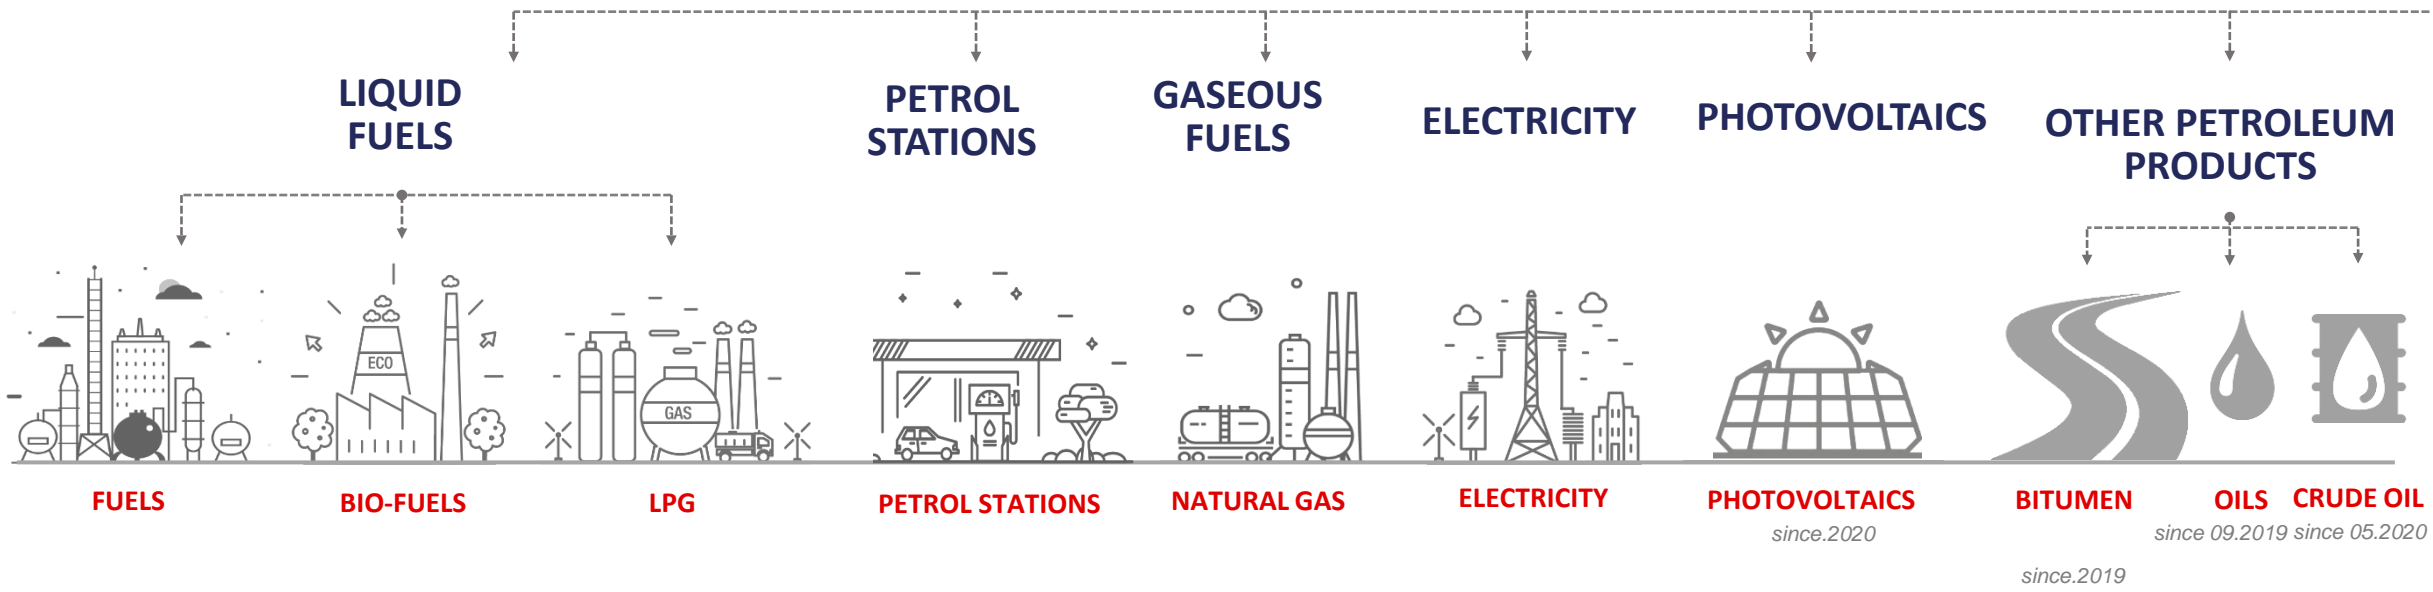 LIQUID
FUELS
PETROL
STATIONS
GASEOUS
FUELS
ELECTRICITY
PHOTOVOLTAICS
OTHER PETROLEUM
PRODUCTS
ECO
GAS
FUELS
BIO-FUELS
LPG
PETROL STATIONS
NATURAL GAS
ELECTRICITY
PHOTOVOLTAICS
since.2020
BITUMEN
since.2019
OILS
since 09.2019
CRUDE OIL
since 05.2020